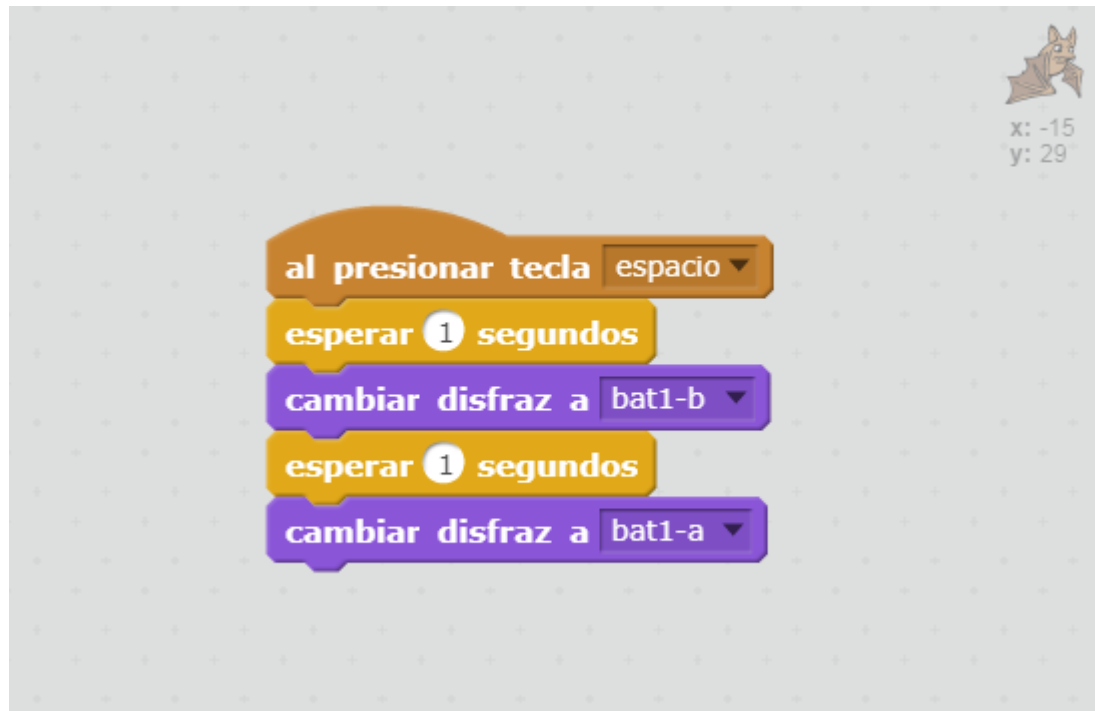 x: -15
y: 29
al presionar tecla espacio
esperar 1 segundos
cambiar disfraz a bat1-b
esperar 1 segundos
cambiar disfraz a bat1-a